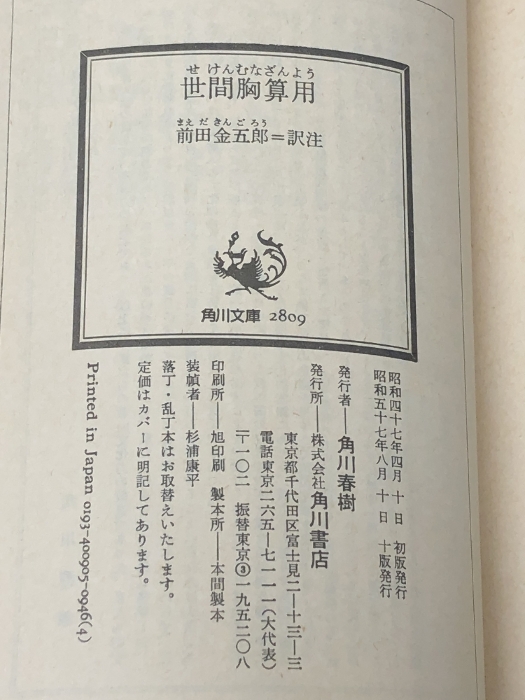 せけんむなざんよう
世間胸算用
まえだきんごろう
前田金五郎＝訳注
角川文庫 2809
昭和四十七年四月十日 初版発行
昭和五十七年八月十日 十版発行
発行者――角川春樹
発行所――株式会社角川書店
東京都千代田区富士見二―十三―三
電話東京二六五―七一一一(大代表)
〒一〇二 振替東京③一九五二〇八
印刷所――旭印刷 製本所――本間製本
装幀者――杉浦康平
落丁・乱丁本はお取替えいたします。
定価はカバーに明記してあります。
Printed in Japan 0193-400905-0946(4)